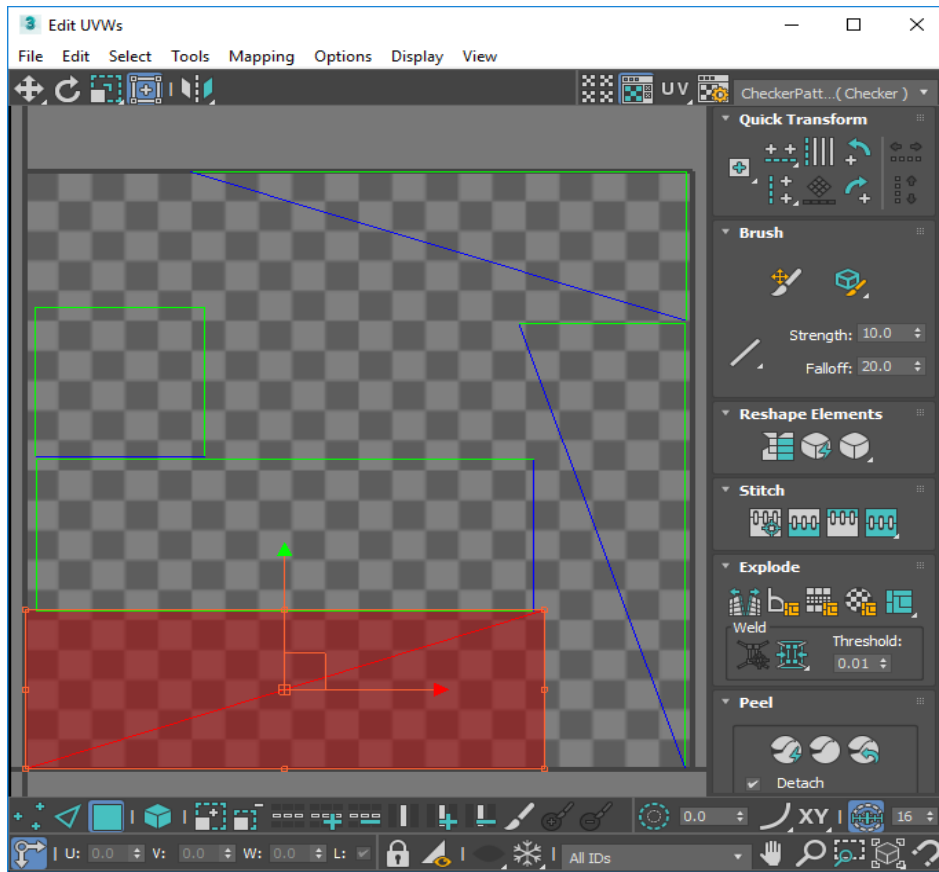 3 Edit UVWs
File Edit Select Tools Mapping Options Display View
UV CheckerPatt...( Checker )
Quick Transform
Brush
Strength: 10.0
Falloff: 20.0
Reshape Elements
Stitch
Explode
Weld
Threshold:
0.01
Peel
Detach
0.0 XY 16
U: 0.0 V: 0.0 W: 0.0 L: All IDs